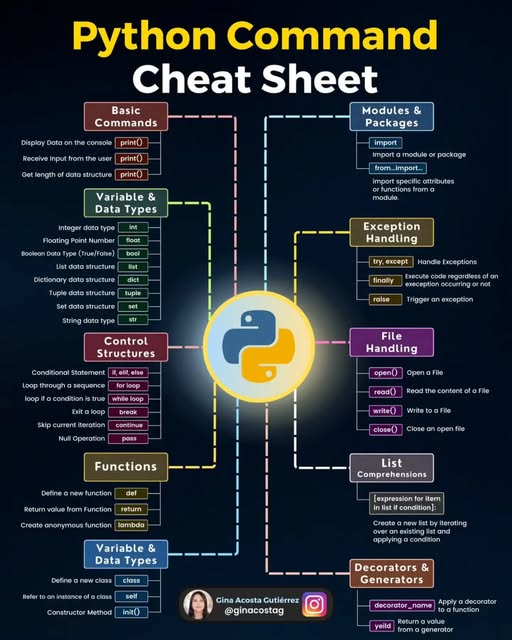 Python Command
Cheat Sheet
Basic
Commands
Display Data on the console print()
Receive Input from the user print()
Get length of data structure print()
Variable &
Data Types
Integer data type int
Floating Point Number float
Boolean Data Type (True/False) bool
List data structure list
Dictionary data structure dict
Tuple data structure tuple
Set data structure set
String data type str
Control
Structures
Conditional Statement if, elif, else
Loop through a sequence for loop
loop if a condition is true while loop
Exit a loop break
Skip current iteration continue
Null Operation pass
Functions
Define a new function def
Return value from Function return
Create anonymous function lambda
Variable &
Data Types
Define a new class class
Refer to an instance of a class self
Constructor Method init()
Modules &
Packages
import
Import a module or package
from...import...
Import specific attributes
or functions from a
module.
Exception
Handling
try, except Handle Exceptions
finally Execute code regardless of an
exeception occurring or not
raise Trigger an exception
File
Handling
open() Open a File
read() Read the content of a File
write() Write to a File
close() Close an open file
List
Comprehensions
[expression for item
in list if condition]:
Create a new list by iterating
over an existing list and
applying a condition
Decorators &
Generators
decorator_name Apply a decorator
to a function
yeild Return a value
from a generator
Gina Acosta Gutiérrez
@ginacostag